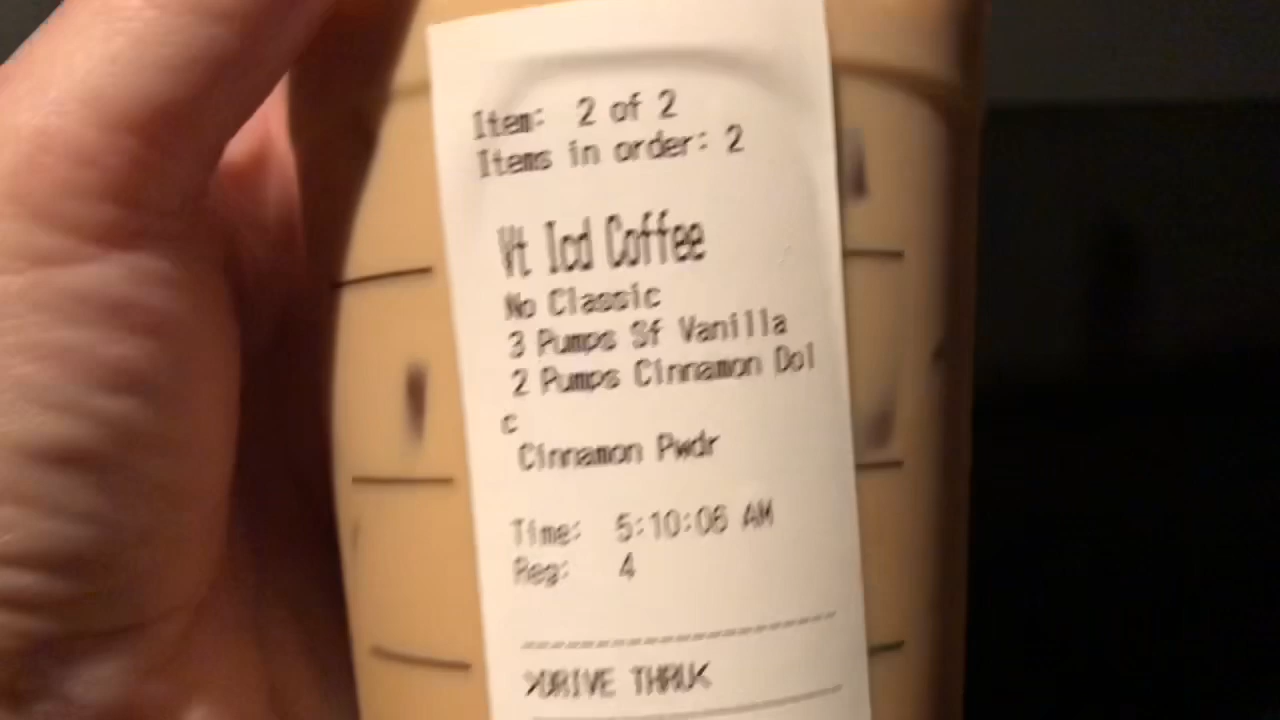 Item: 2 of 2
Items in order: 2
Vt Icd Coffee
No Classic
3 Pumps Sf Vanilla
2 Pumps Cinnamon Dol
c
Cinnamon Pwdr
Time: 5:10:06 AM
Reg: 4
--------------------
>DRIVE THRU<